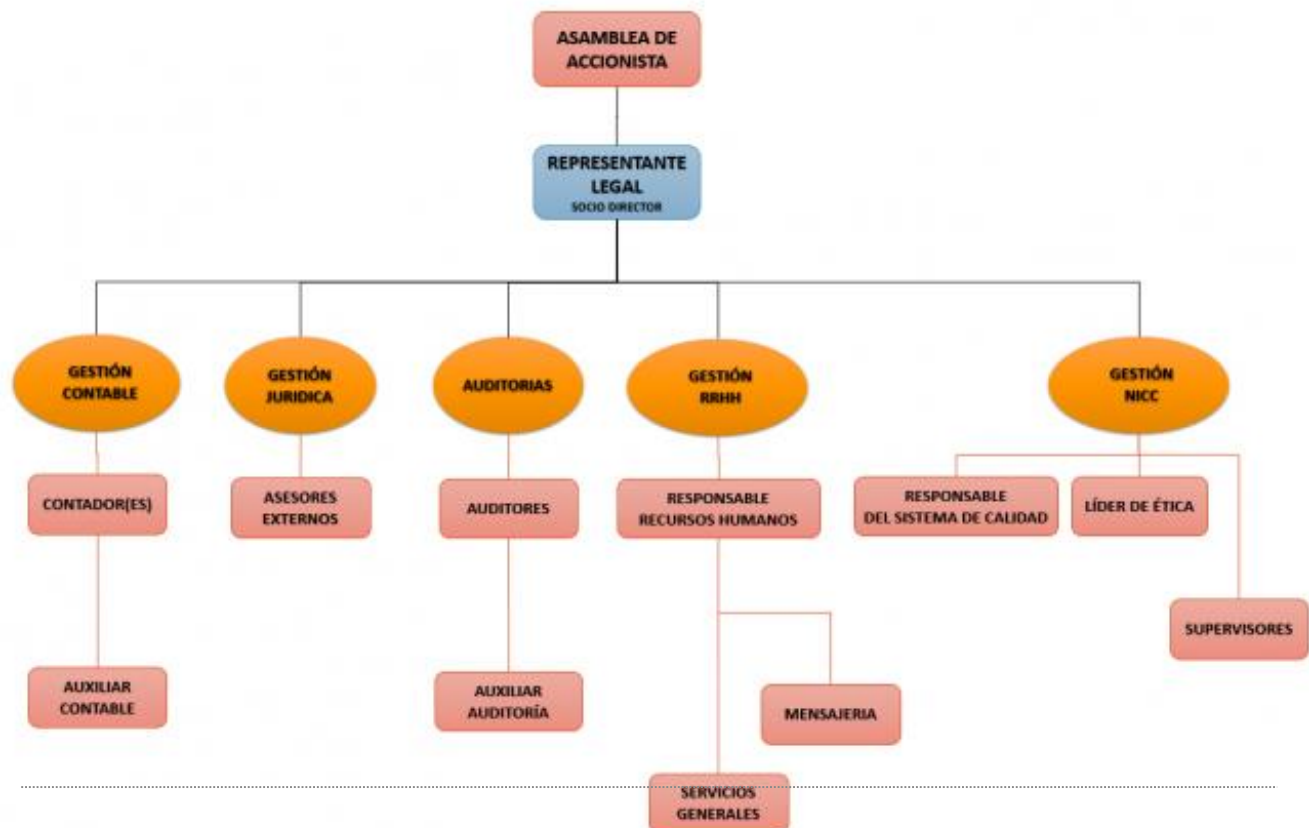 ASAMBLEA DE
ACCIONISTA
REPRESENTANTE
LEGAL
SOCIO DIRECTOR
GESTIÓN
CONTABLE
GESTIÓN
JURIDICA
AUDITORIAS
GESTIÓN
RRHH
GESTIÓN
NICC
CONTADOR(ES)
ASESORES
EXTERNOS
AUDITORES
RESPONSABLE
RECURSOS HUMANOS
RESPONSABLE
DEL SISTEMA DE CALIDAD
LÍDER DE ÉTICA
SUPERVISORES
AUXILIAR
CONTABLE
AUXILIAR
AUDITORÍA
MENSAJERIA
SERVICIOS
GENERALES